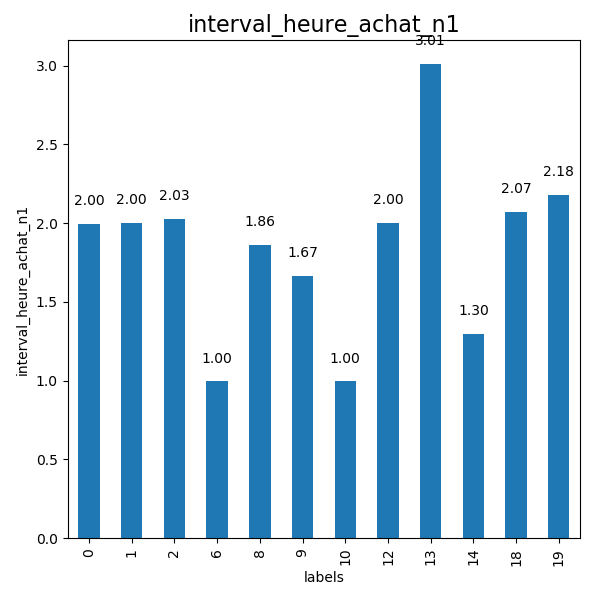 interval_heure_achat_n1
3.01
3.0
2.5
2.18
2.00 2.00 2.03 2.00 2.07
2.0
1.86
1.67
1.5
1.30
1.00 1.00
1.0
0.5
0.0
interval_heure_achat_n1
0 1 2 6 8 9 10 12 13 14 18 19
labels